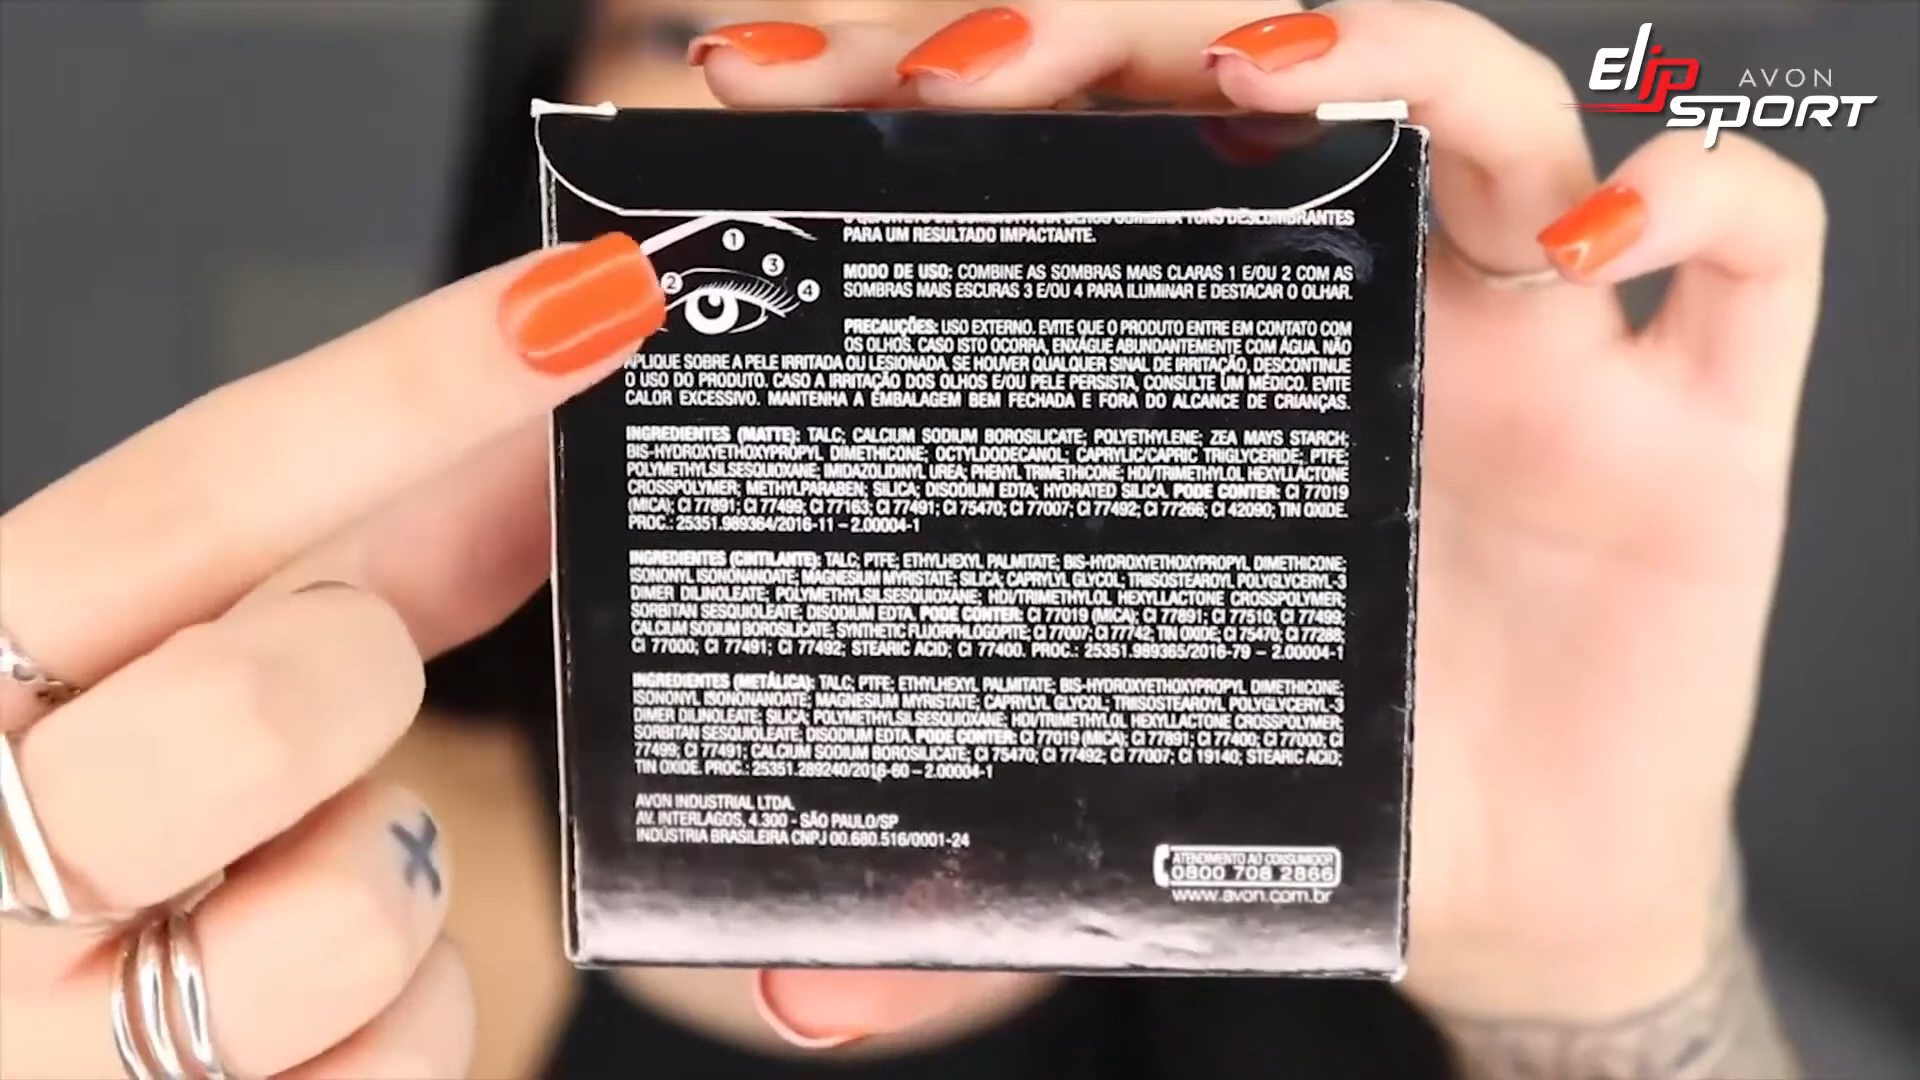 Elip AVON
SPORT
O QUARTETO DE SOMBRAS COMBINA TONS DESLUMBRANTES
PARA UM RESULTADO IMPACTANTE.
1
2
3
4
MODO DE USO: COMBINE AS SOMBRAS MAIS CLARAS 1 E/OU 2 COM AS
SOMBRAS MAIS ESCURAS 3 E/OU 4 PARA ILUMINAR E DESTACAR O OLHAR.
PRECAUÇÕES: USO EXTERNO. EVITE QUE O PRODUTO ENTRE EM CONTATO COM
OS OLHOS. CASO ISTO OCORRA, ENXÁGUE ABUNDANTEMENTE COM ÁGUA. NÃO
APLIQUE SOBRE A PELE IRRITADA OU LESIONADA. SE HOUVER QUALQUER SINAL DE IRRITAÇÃO, DESCONTINUE
O USO DO PRODUTO. CASO A IRRITAÇÃO DOS OLHOS E/OU PELE PERSISTA, CONSULTE UM MÉDICO. EVITE
CALOR EXCESSIVO. MANTENHA A EMBALAGEM BEM FECHADA E FORA DO ALCANCE DE CRIANÇAS.
INGREDIENTES (MATTE): TALC; CALCIUM SODIUM BOROSILICATE; POLYETHYLENE; ZEA MAYS STARCH;
BIS-HYDROXYETHOXYPROPYL DIMETHICONE; OCTYLDODECANOL; CAPRYLIC/CAPRIC TRIGLYCERIDE; PTFE;
POLYMETHYLSILSESQUIOXANE; IMIDAZOLIDINYL UREA; PHENYL TRIMETHICONE; HDI/TRIMETHYLOL HEXYLLACTONE
CROSSPOLYMER; METHYLPARABEN; SILICA; DISODIUM EDTA; HYDRATED SILICA. PODE CONTER: CI 77019
(MICA); CI 77891; CI 77499; CI 77163; CI 77491; CI 75470; CI 77007; CI 77492; CI 77266; CI 42090; TIN OXIDE.
PROC.: 25351.989364/2016-11 – 2.00004-1
INGREDIENTES (CINTILANTE): TALC; PTFE; ETHYLHEXYL PALMITATE; BIS-HYDROXYETHOXYPROPYL DIMETHICONE;
ISONONYL ISONONANOATE; MAGNESIUM MYRISTATE; SILICA; CAPRYLYL GLYCOL; TRIISOSTEAROYL POLYGLYCERYL-3
DIMER DILINOLEATE; POLYMETHYLSILSESQUIOXANE; HDI/TRIMETHYLOL HEXYLLACTONE CROSSPOLYMER;
SORBITAN SESQUIOLEATE; DISODIUM EDTA. PODE CONTER: CI 77019 (MICA); CI 77891; CI 77510; CI 77499;
CALCIUM SODIUM BOROSILICATE; SYNTHETIC FLUORPHLOGOPITE; CI 77007; CI 77742; TIN OXIDE; CI 75470; CI 77288;
CI 77000; CI 77491; CI 77492; STEARIC ACID; CI 77400. PROC.: 25351.989365/2016-79 – 2.00004-1
INGREDIENTES (METÁLICA): TALC; PTFE; ETHYLHEXYL PALMITATE; BIS-HYDROXYETHOXYPROPYL DIMETHICONE;
ISONONYL ISONONANOATE; MAGNESIUM MYRISTATE; CAPRYLYL GLYCOL; TRIISOSTEAROYL POLYGLYCERYL-3
DIMER DILINOLEATE; SILICA; POLYMETHYLSILSESQUIOXANE; HDI/TRIMETHYLOL HEXYLLACTONE CROSSPOLYMER;
SORBITAN SESQUIOLEATE; DISODIUM EDTA. PODE CONTER: CI 77019 (MICA); CI 77891; CI 77400; CI 77000; CI
77499; CI 77491; CALCIUM SODIUM BOROSILICATE; CI 75470; CI 77492; CI 77007; CI 19140; STEARIC ACID;
TIN OXIDE. PROC.: 25351.289240/2016-60 – 2.00004-1
AVON INDUSTRIAL LTDA.
AV. INTERLAGOS, 4.300 - SÃO PAULO/SP
INDÚSTRIA BRASILEIRA CNPJ 00.680.516/0001-24
ATENDIMENTO AO CONSUMIDOR
0800 708 2866
www.avon.com.br